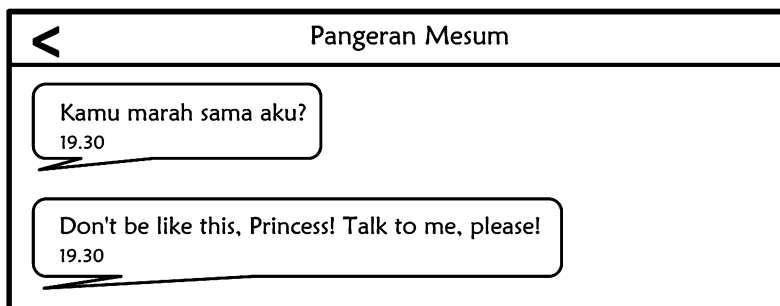 Pangeran Mesum
Kamu marah sama aku?
19.30
Don't be like this, Princess! Talk to me, please!
19.30